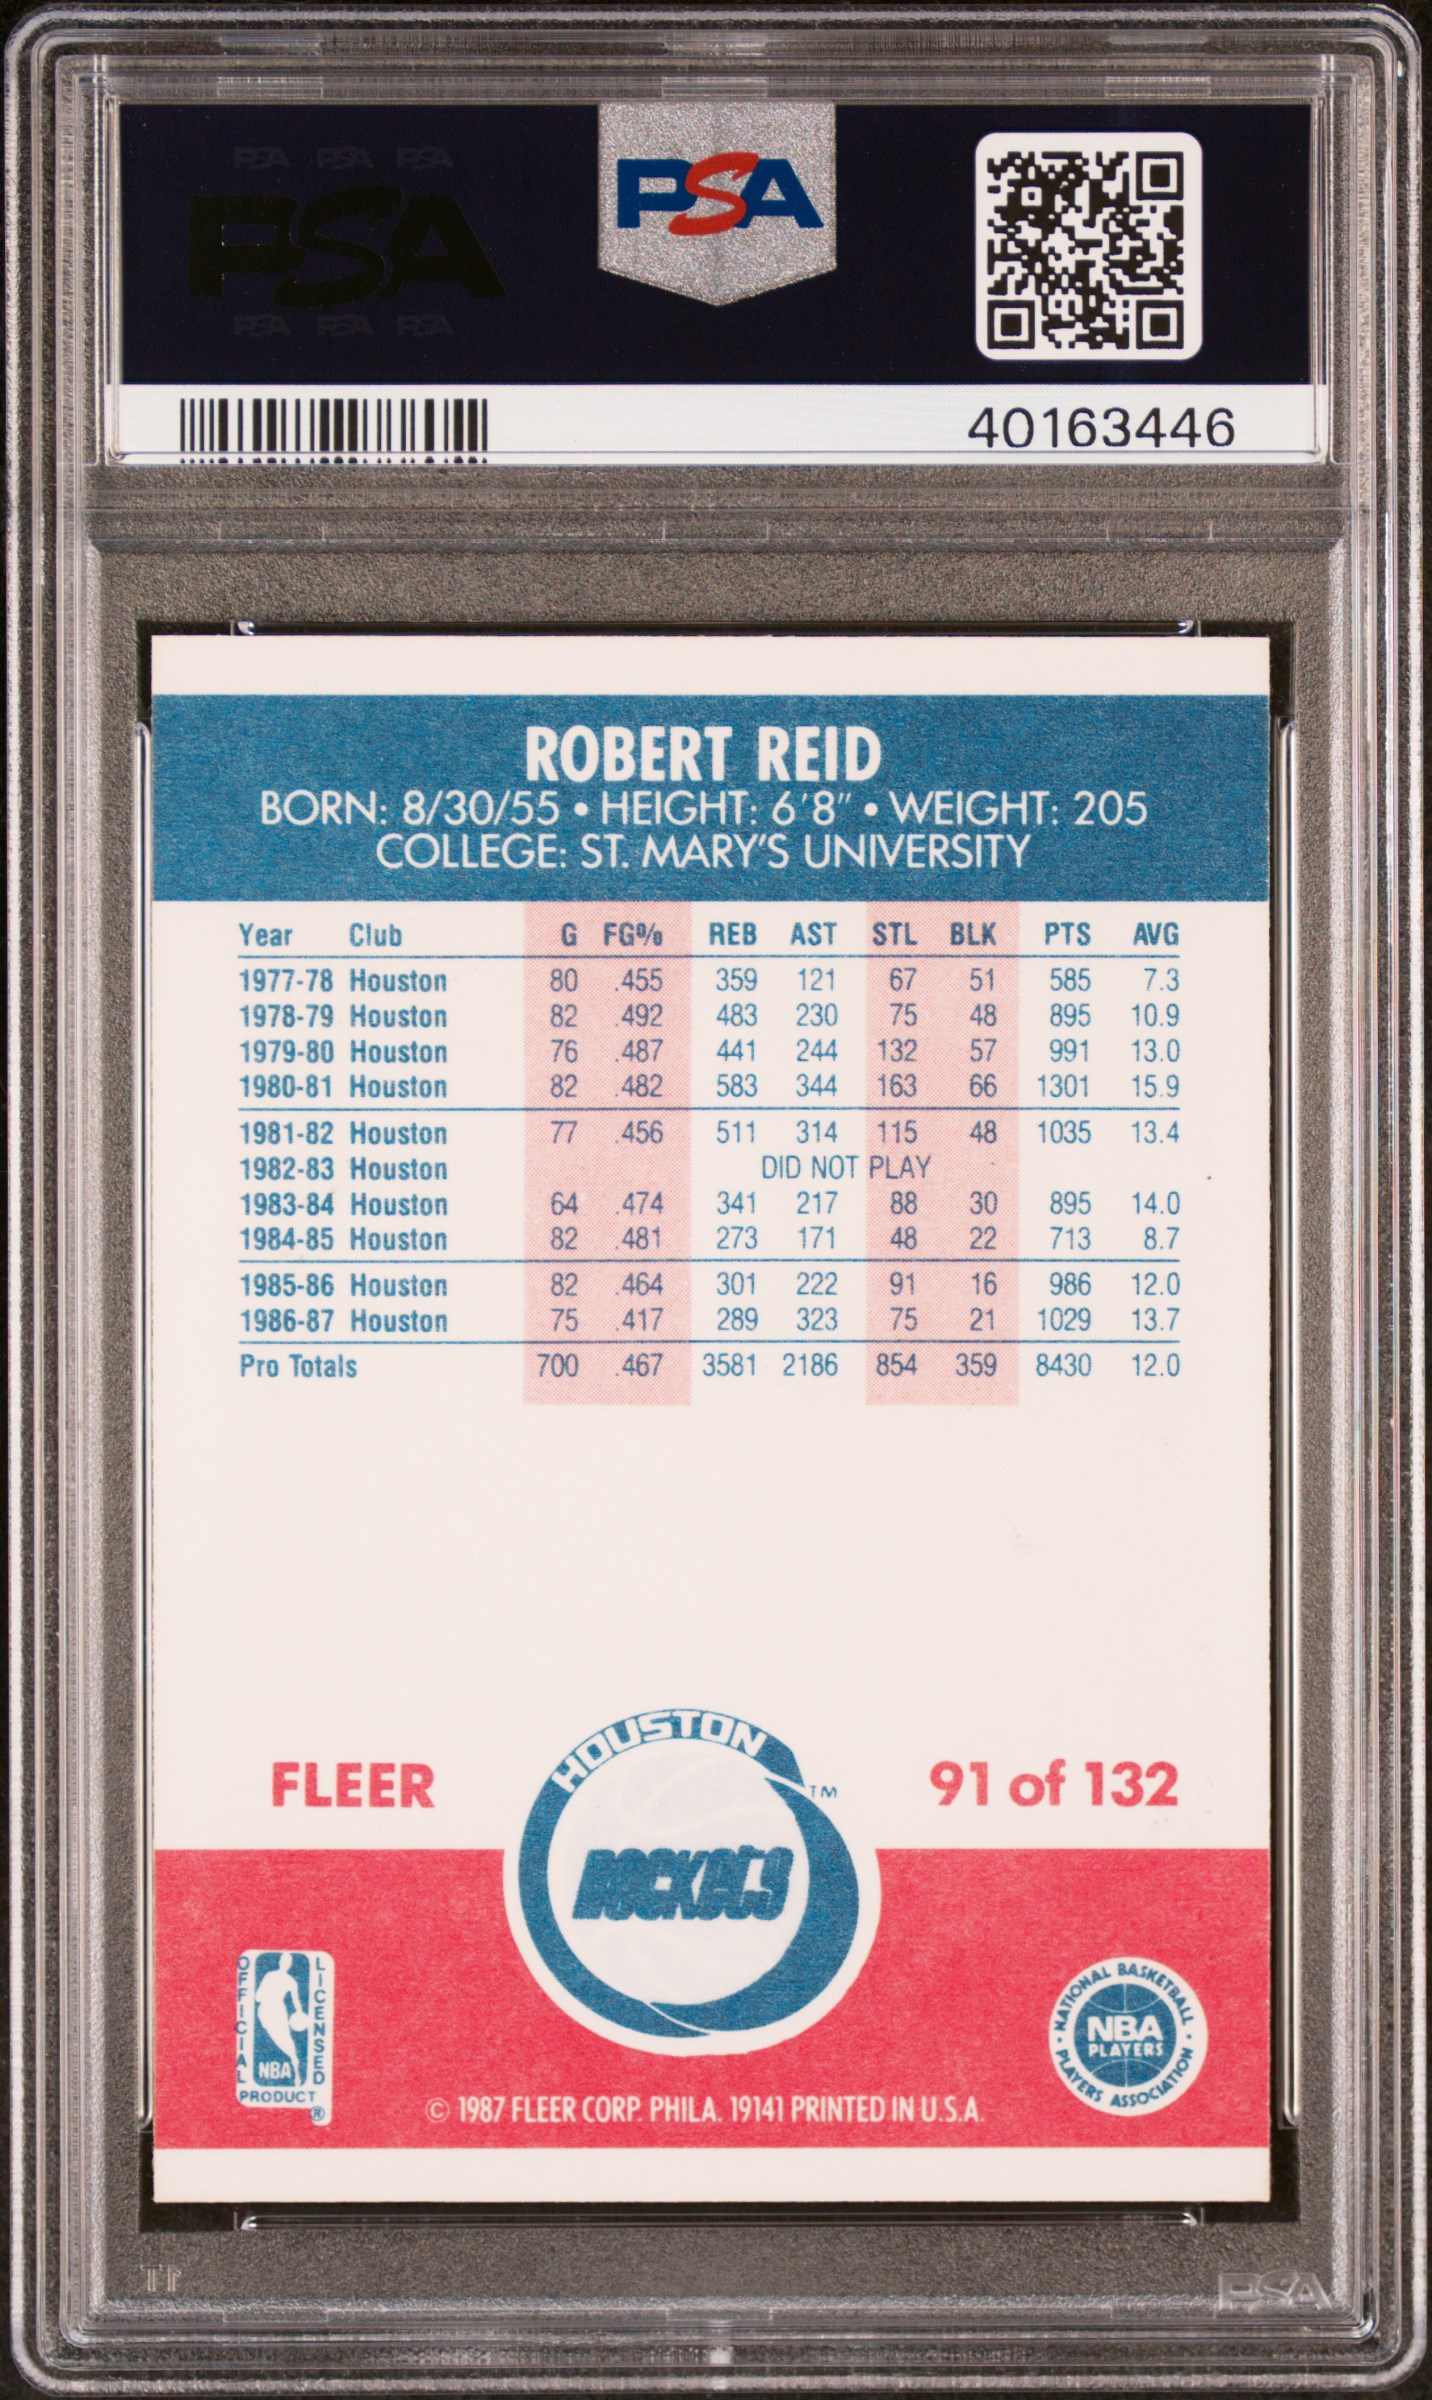 PSA PSA PSA
PSA
PSA PSA PSA
PSA
40163446
ROBERT REID
BORN: 8/30/55 • HEIGHT: 6'8" • WEIGHT: 205
COLLEGE: ST. MARY'S UNIVERSITY
Year Club G FG% REB AST STL BLK PTS AVG
1977-78 Houston 80 .455 359 121 67 51 585 7.3
1978-79 Houston 82 .492 483 230 75 48 895 10.9
1979-80 Houston 76 .487 441 244 132 57 991 13.0
1980-81 Houston 82 .482 583 344 163 66 1301 15.9
1981-82 Houston 77 .456 511 314 115 48 1035 13.4
1982-83 Houston DID NOT PLAY
1983-84 Houston 64 .474 341 217 88 30 895 14.0
1984-85 Houston 82 .481 273 171 48 22 713 8.7
1985-86 Houston 82 .464 301 222 91 16 986 12.0
1986-87 Houston 75 .417 289 323 75 21 1029 13.7
Pro Totals 700 .467 3581 2186 854 359 8430 12.0
FLEER
HOUSTON
ROCKETS
TM
91 of 132
OFFICIAL
LICENSED
NBA
PRODUCT
®
NATIONAL BASKETBALL
NBA
PLAYERS
• PLAYERS ASSOCIATION •
© 1987 FLEER CORP. PHILA. 19141 PRINTED IN U.S.A.
PSA